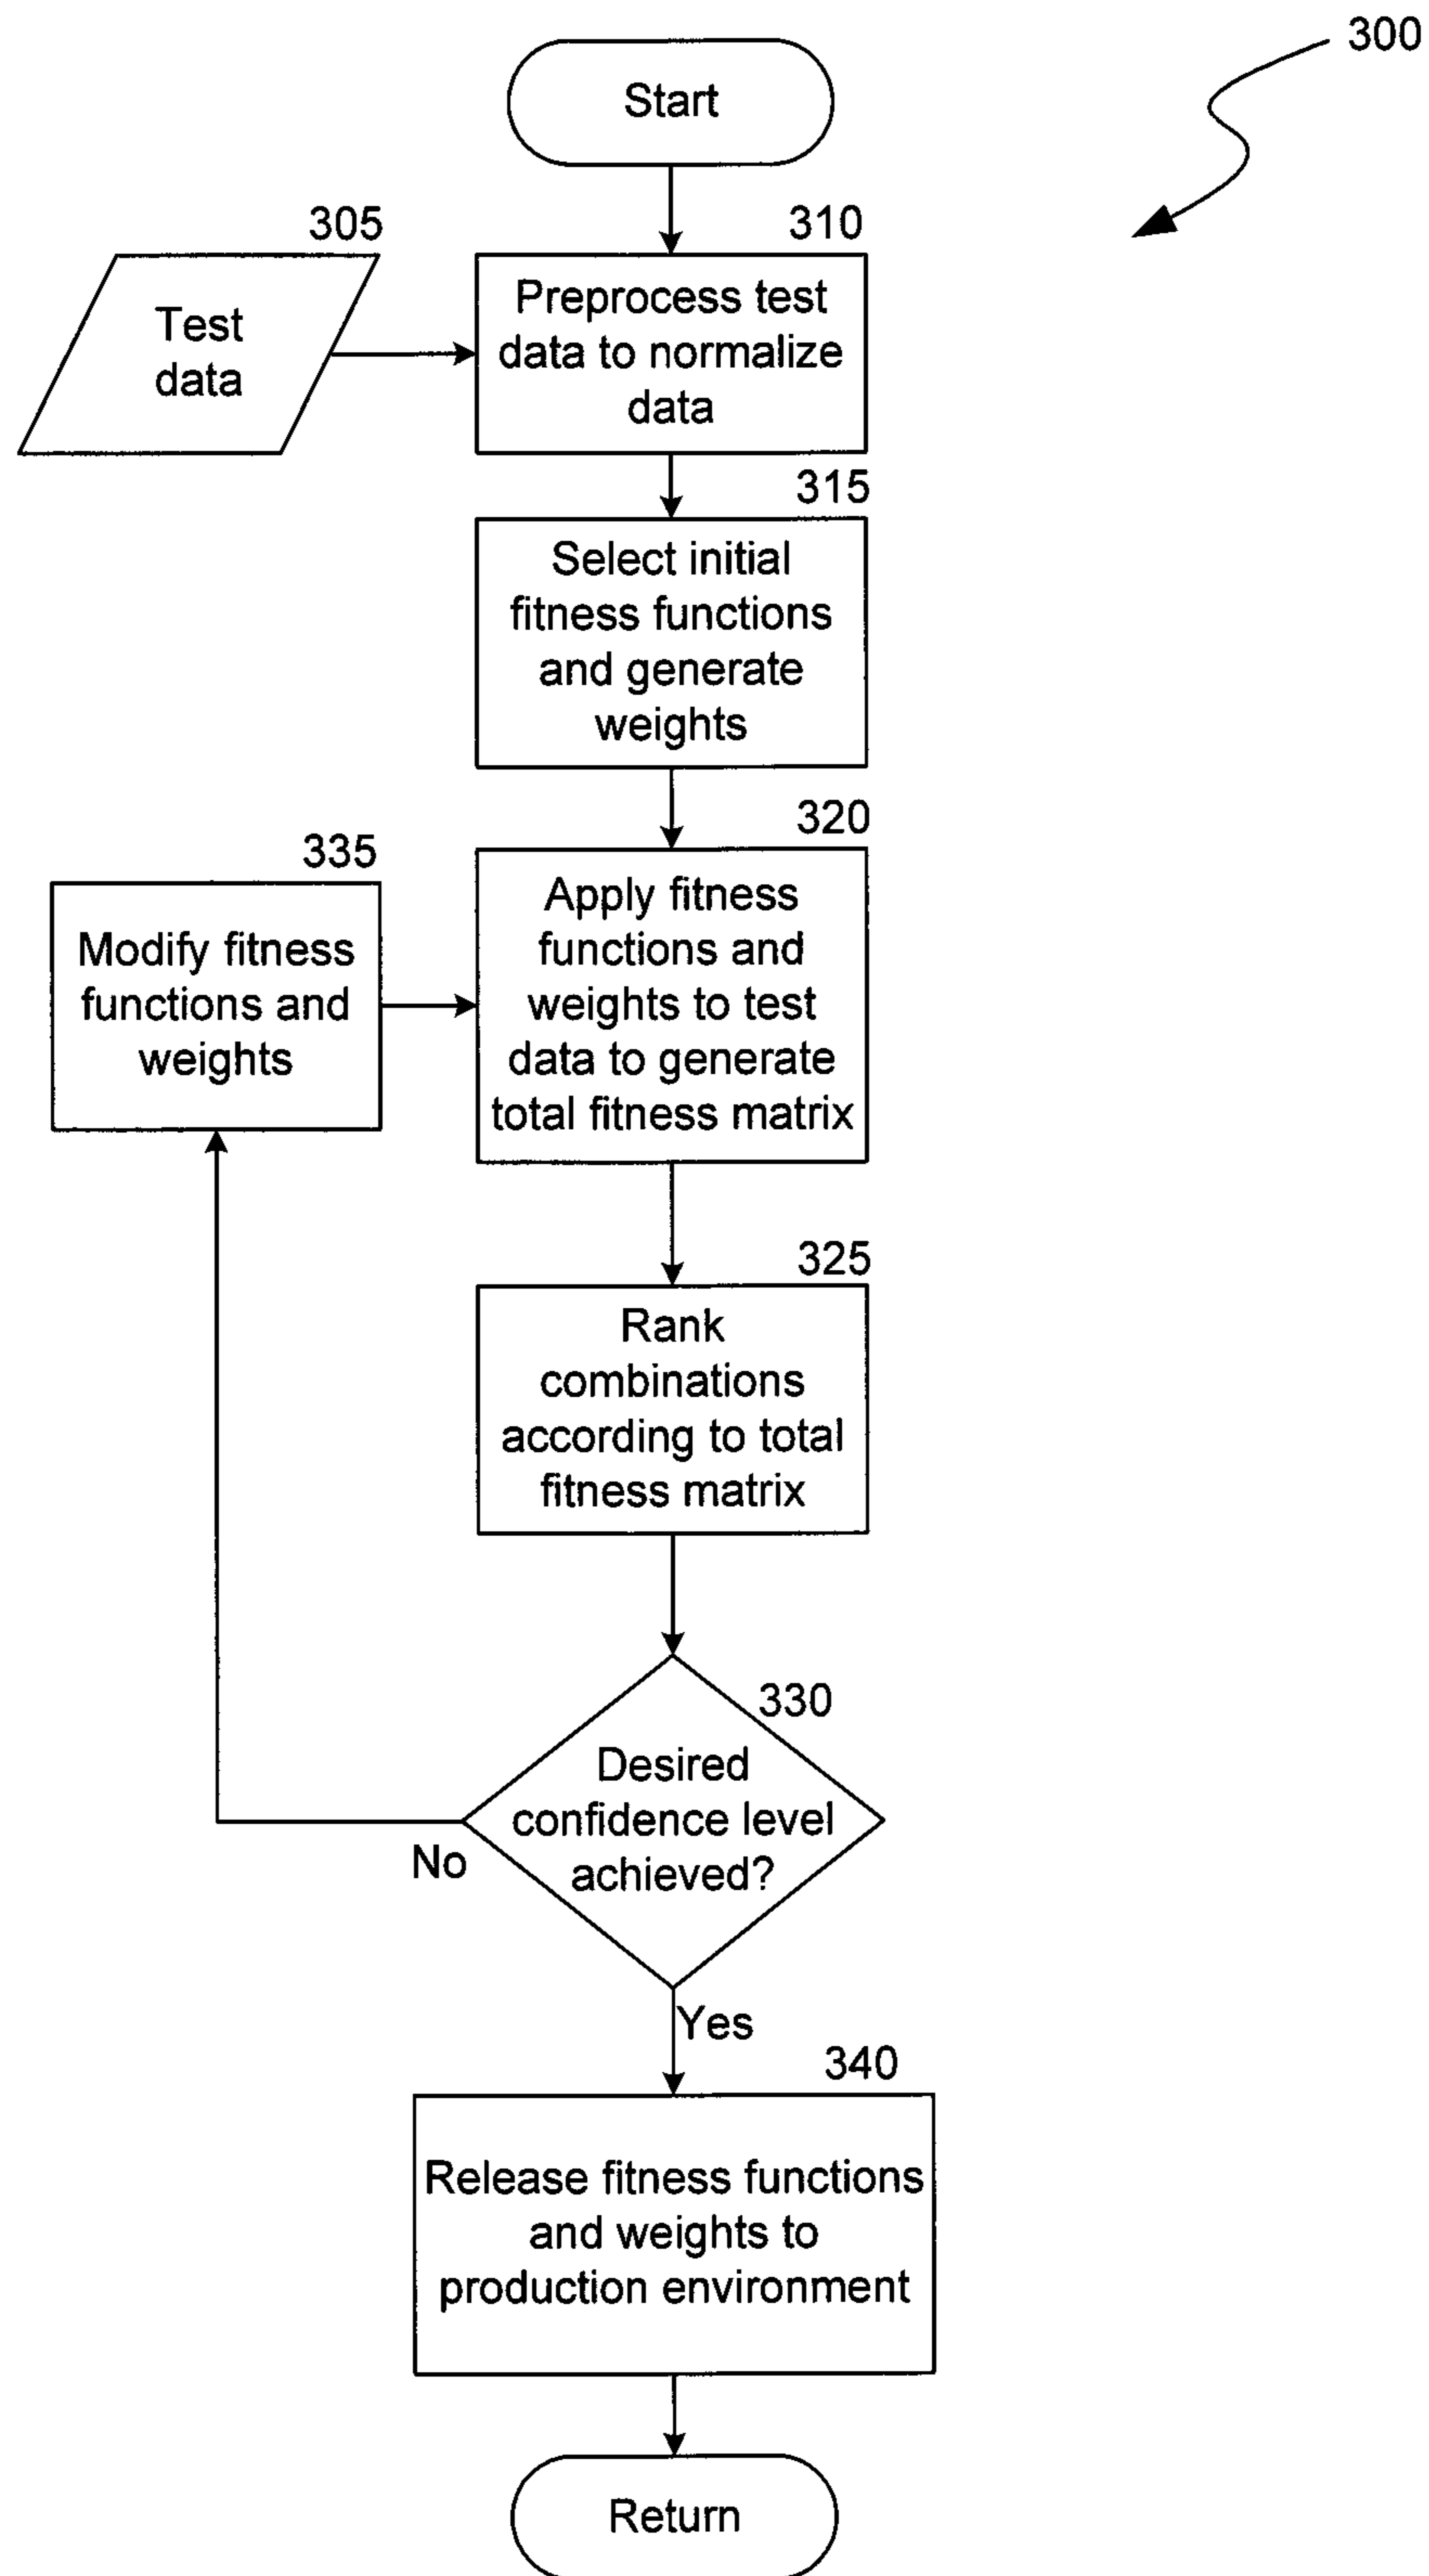 300
Start
305
Test
data
310
Preprocess test
data to normalize
data
315
Select initial
fitness functions
and generate
weights
320
Apply fitness
functions and
weights to test
data to generate
total fitness matrix
335
Modify fitness
functions and
weights
325
Rank
combinations
according to total
fitness matrix
330
Desired
confidence level
achieved?
No
Yes
340
Release fitness functions
and weights to
production environment
Return